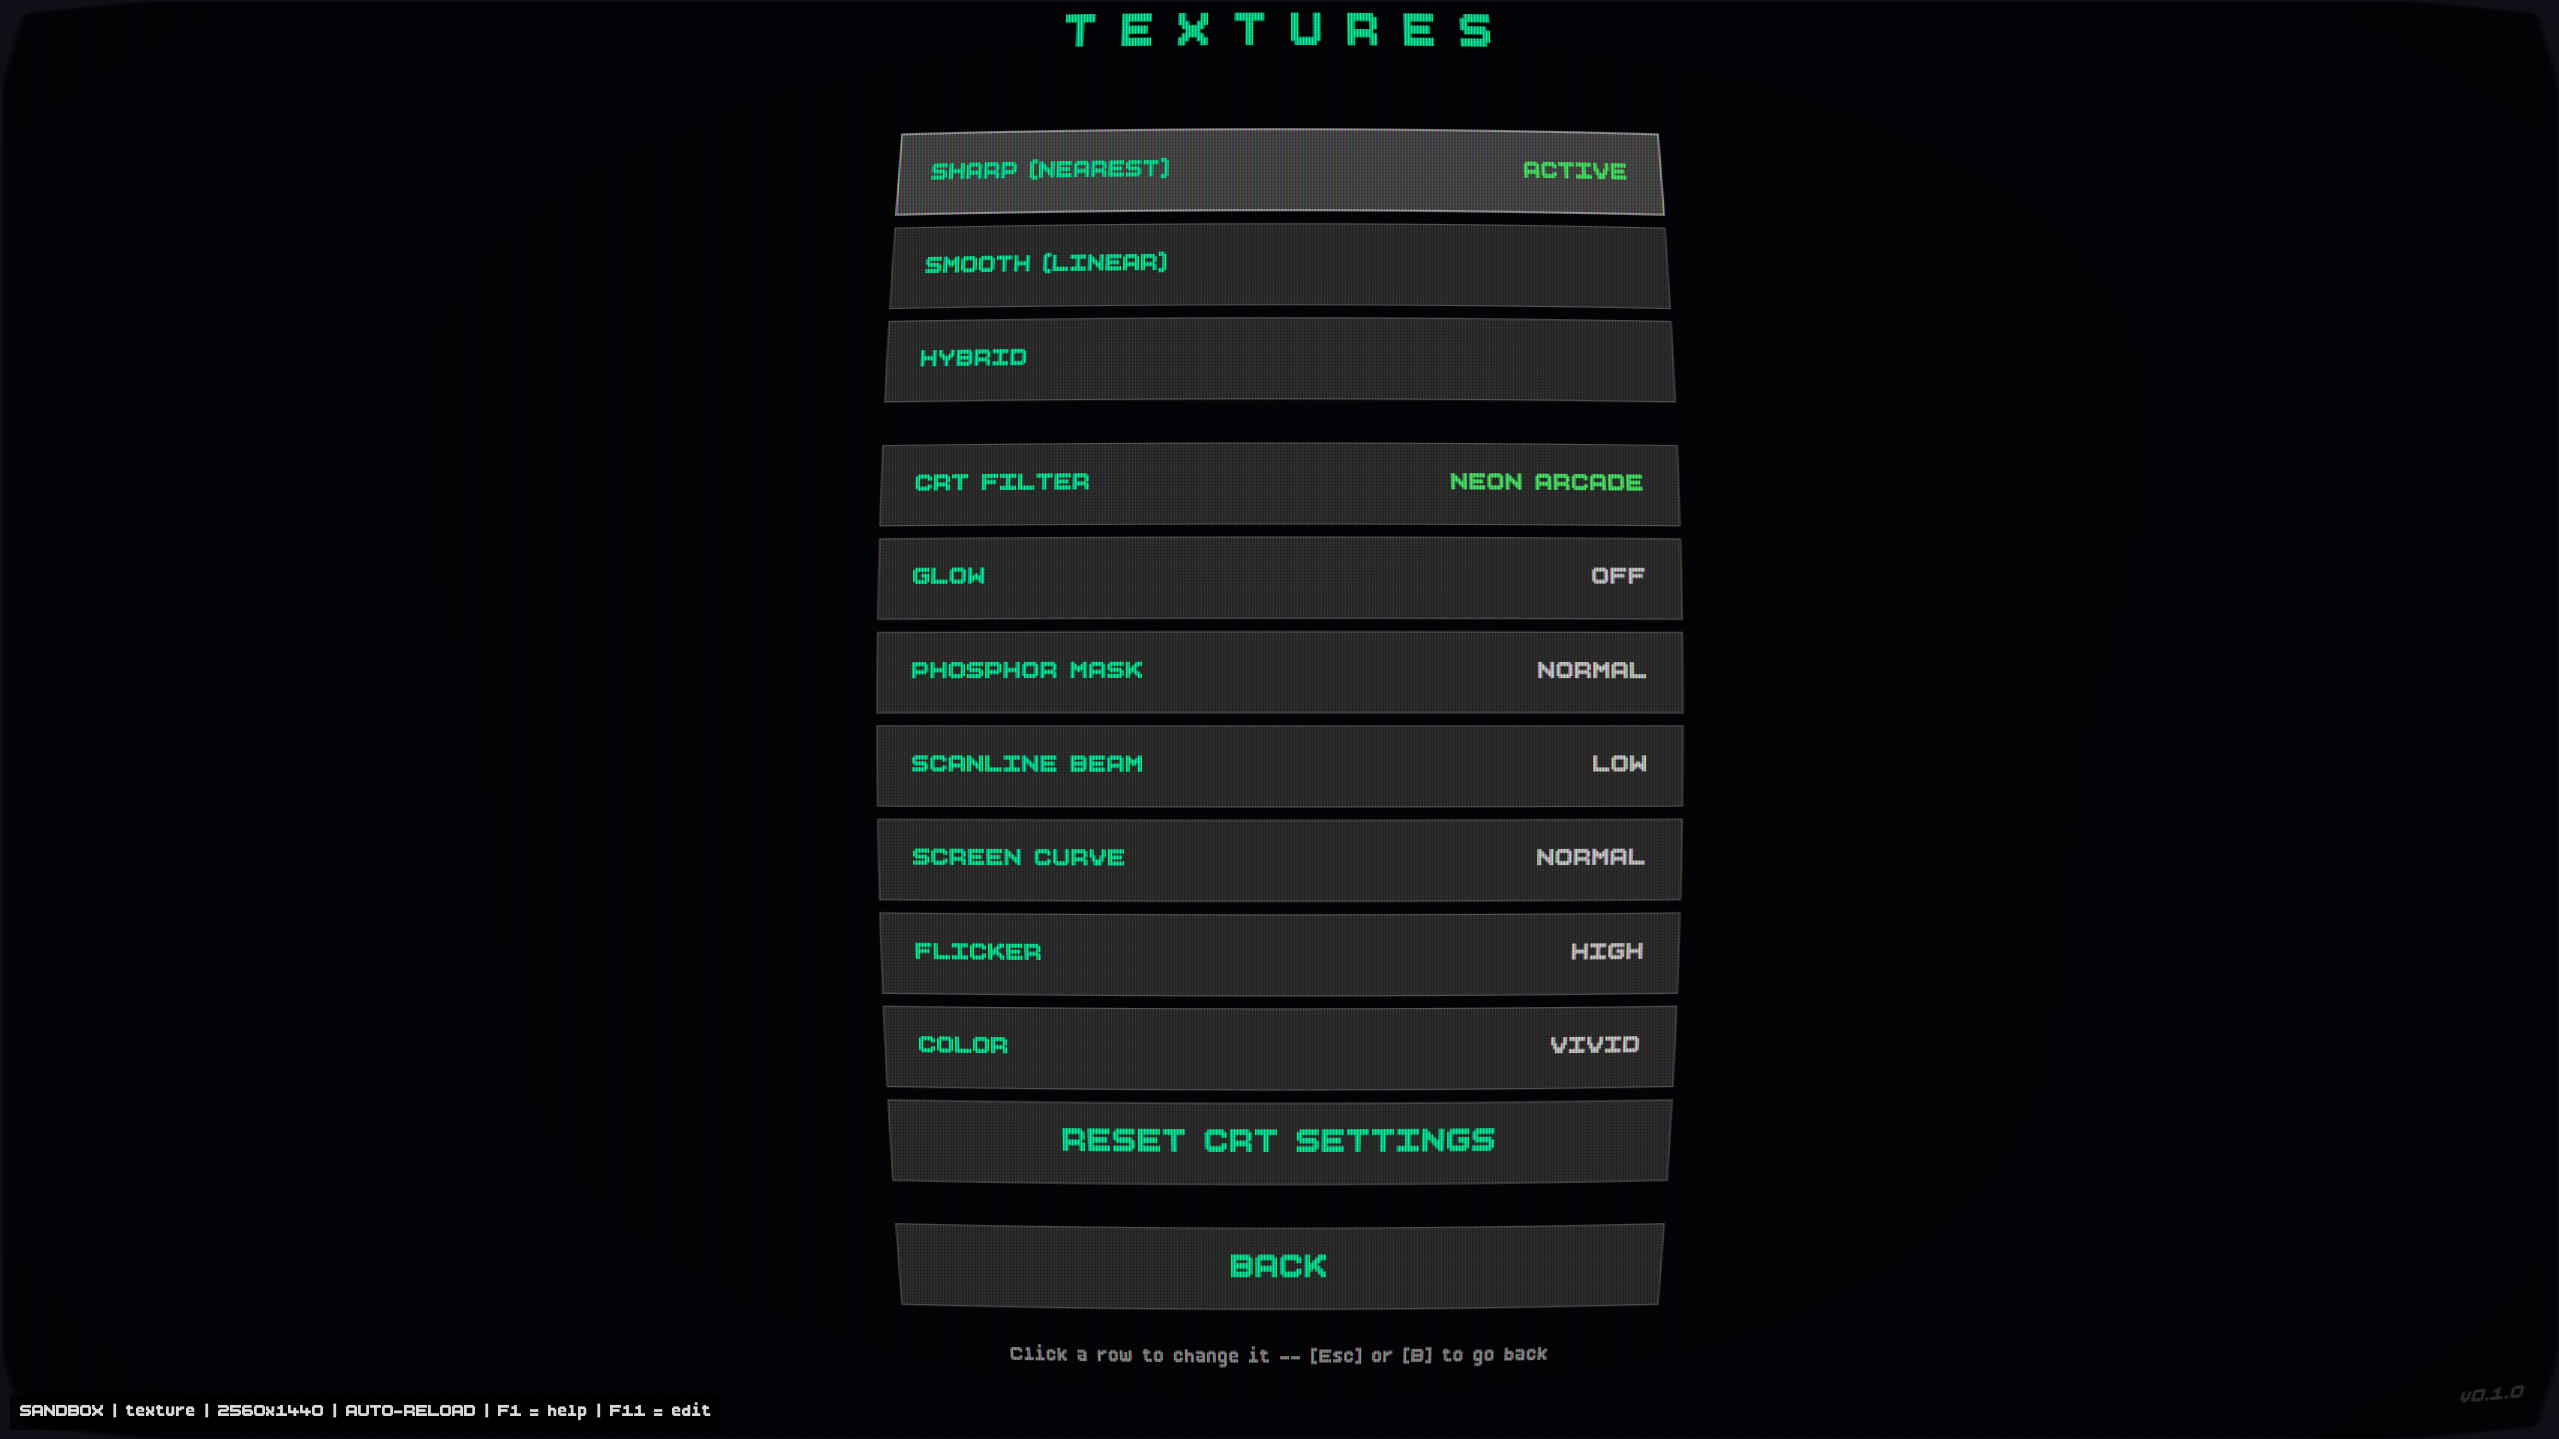 TEXTURES
SHARP (NEAREST) ACTIVE
SMOOTH (LINEAR)
HYBRID
CRT FILTER NEON ARCADE
GLOW OFF
PHOSPHOR MASK NORMAL
SCANLINE BEAM LOW
SCREEN CURVE NORMAL
FLICKER HIGH
COLOR VIVID
RESET CRT SETTINGS
BACK
Click a row to change it -- [Esc] or [B] to go back
v0.1.0
SANDBOX | texture | 2560x1440 | AUTO-RELOAD | F1 = help | F11 = edit